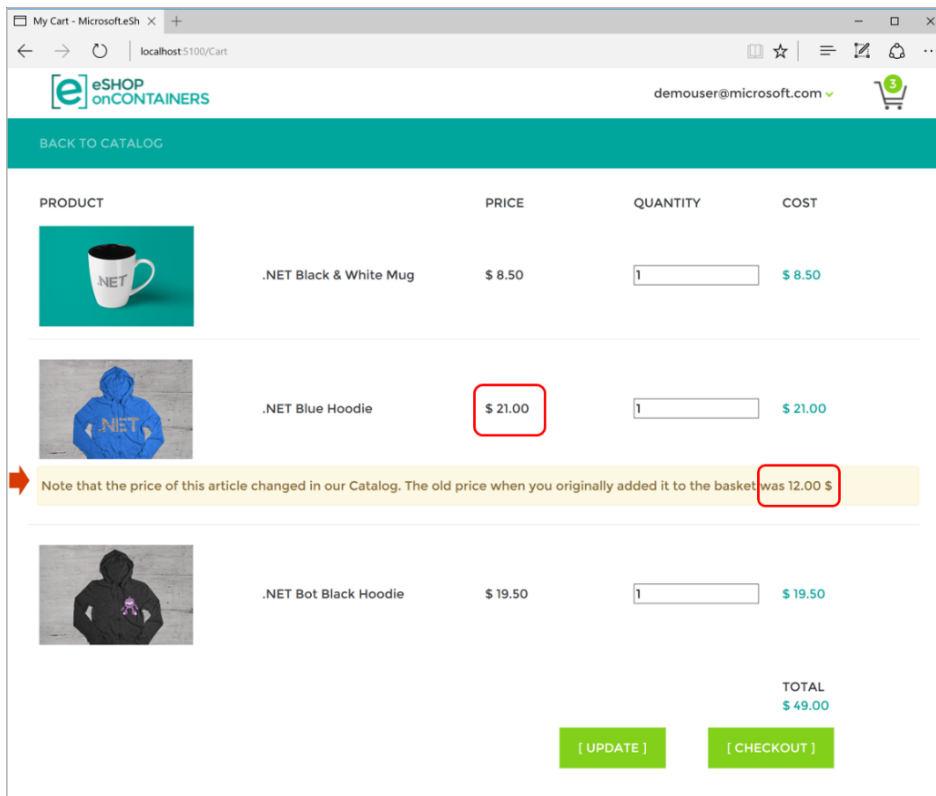 My Cart - Microsoft.eSh
localhost:5100/Cart
e eSHOP
onCONTAINERS
demouser@microsoft.com
3
BACK TO CATALOG
PRODUCT PRICE QUANTITY COST
.NET
.NET Black & White Mug $ 8.50 1 $ 8.50
.NET
.NET Blue Hoodie $ 21.00 1 $ 21.00
Note that the price of this article changed in our Catalog. The old price when you originally added it to the basket was 12.00 $
.NET Bot Black Hoodie $ 19.50 1 $ 19.50
TOTAL
$ 49.00
[ UPDATE ] [ CHECKOUT ]